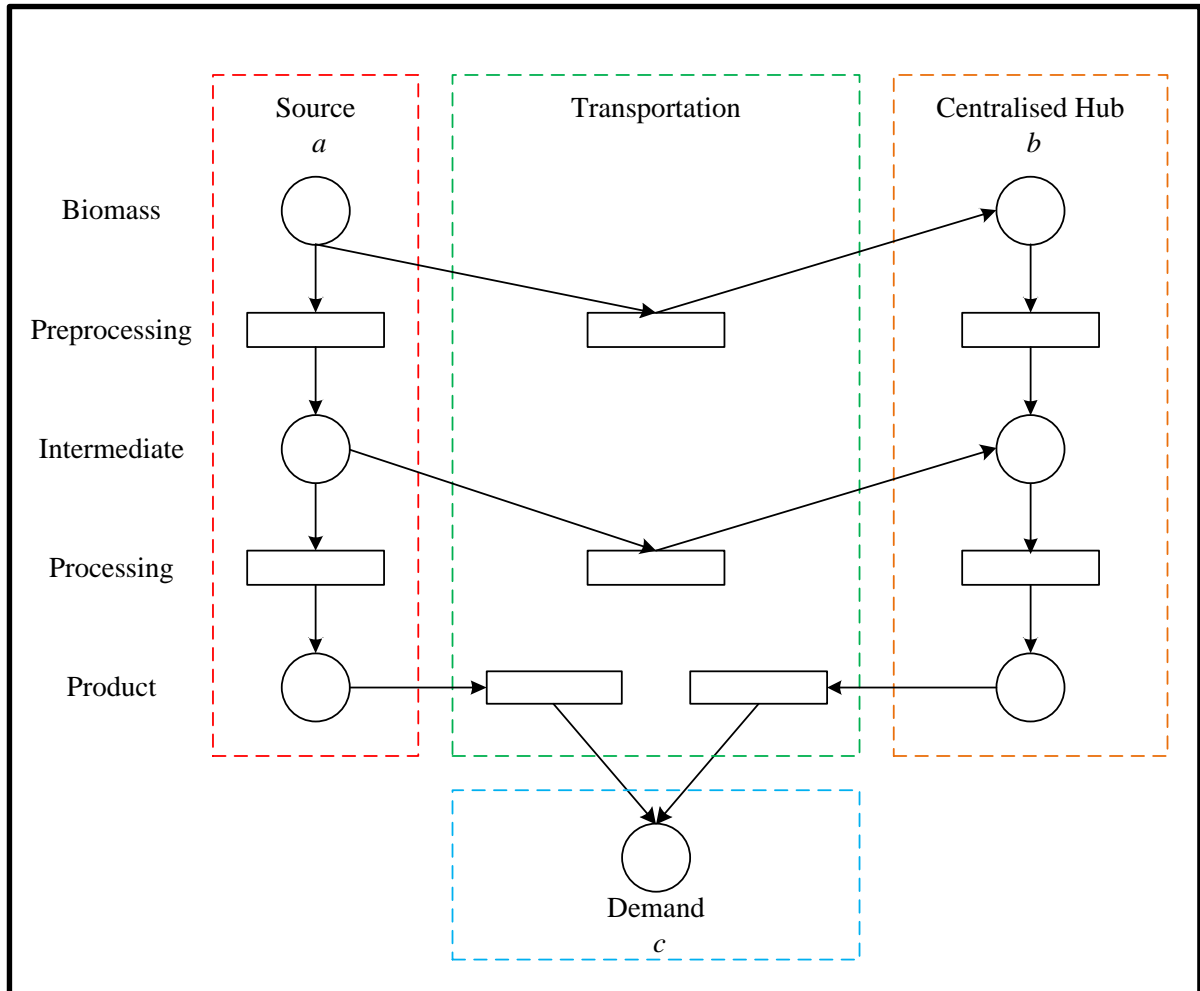 Source
a
Transportation
Centralised Hub
b
Biomass
Preprocessing
Intermediate
Processing
Product
Demand
c